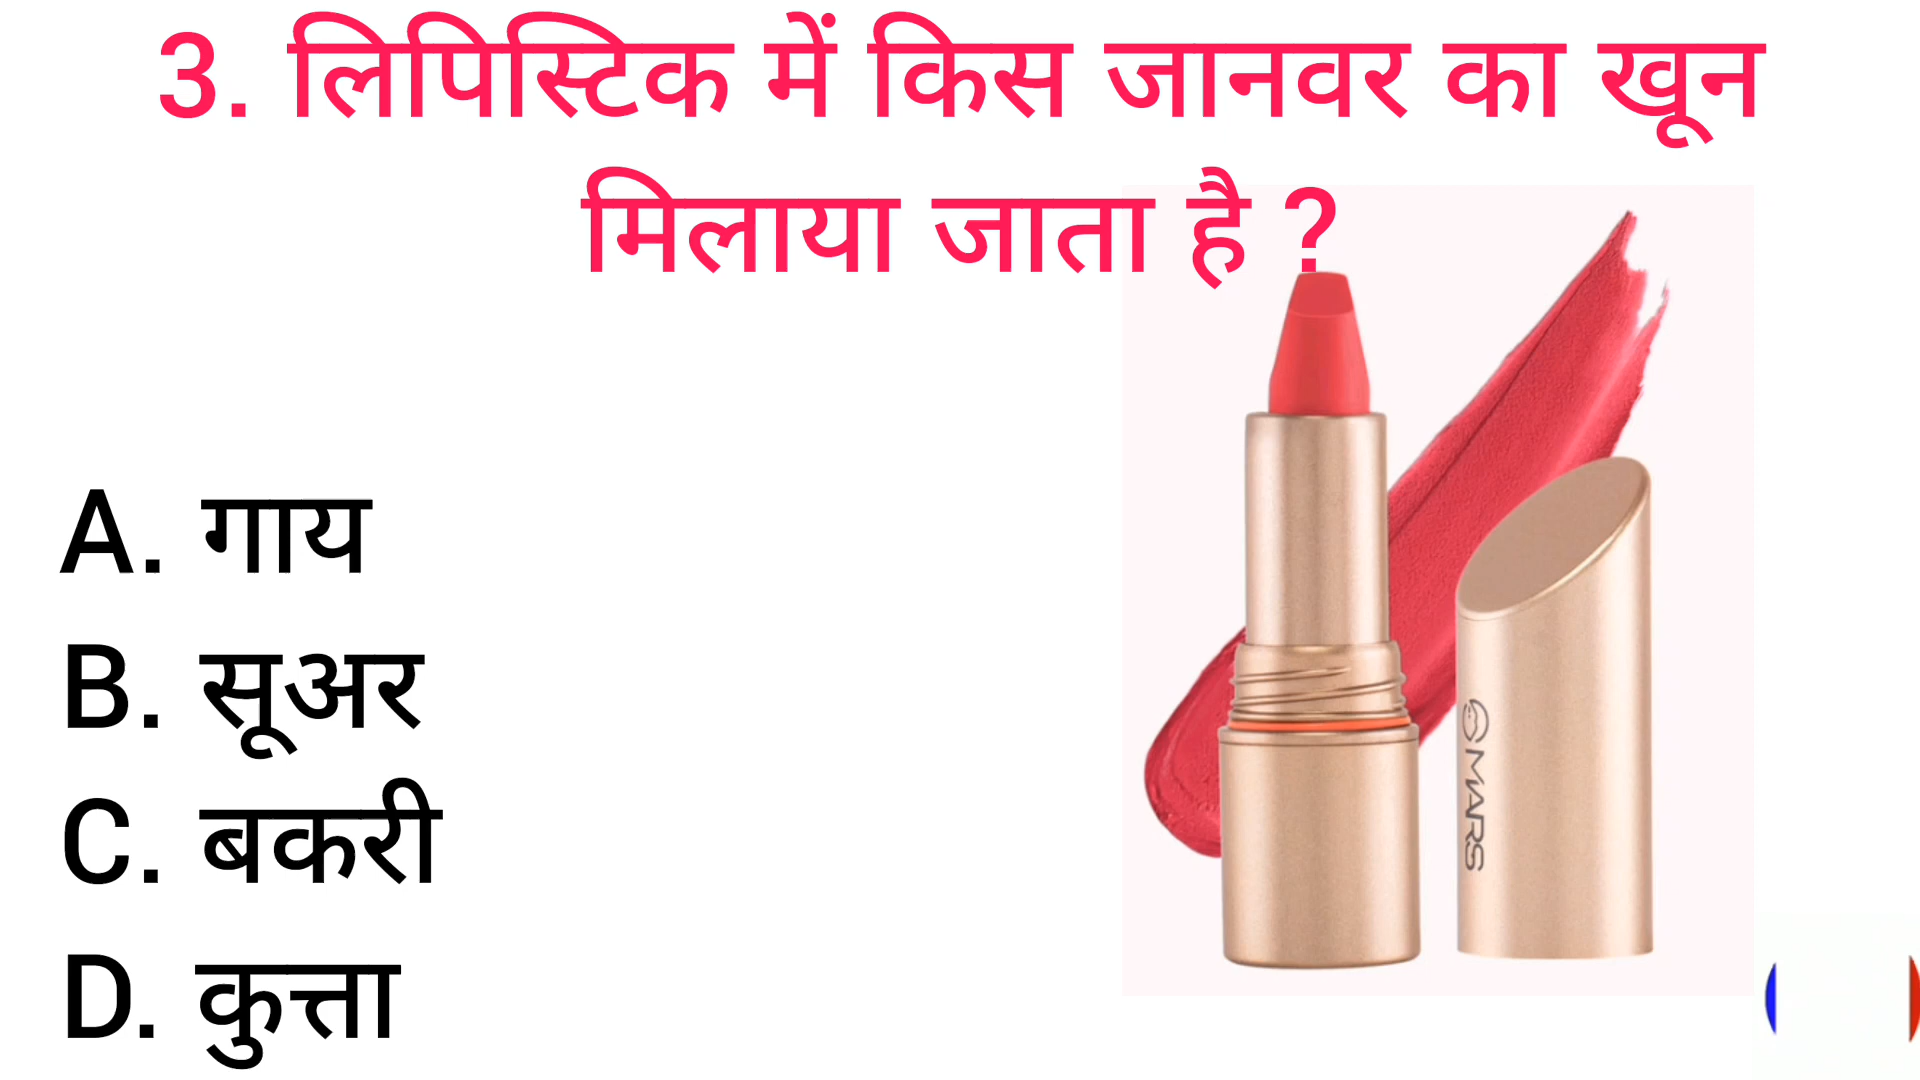 3. लिपिस्टिक में किस जानवर का खून
मिलाया जाता है ?
A. गाय
B. सूअर
C. बकरी
D. कुत्ता
MARS